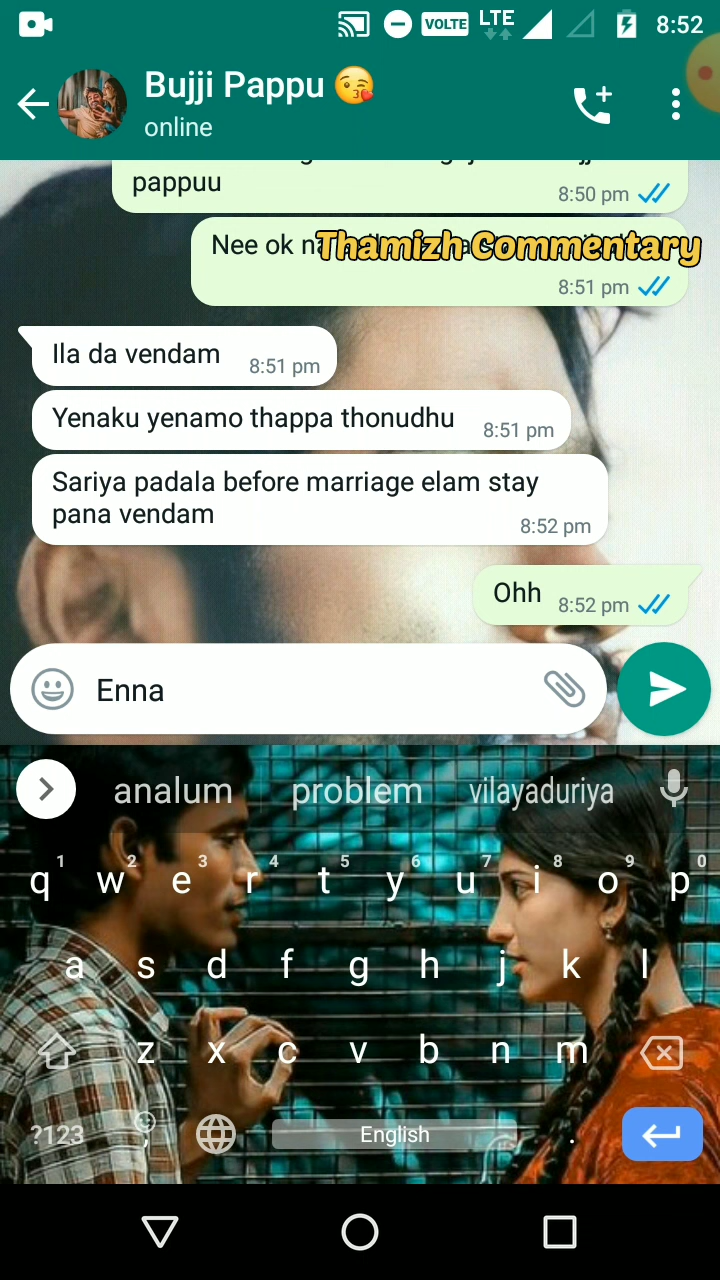 VOLTE LTE 8:52
Bujji Pappu 😘
online
pappuu
8:50 pm
Nee ok
Thamizh Commentary
8:51 pm
Ila da vendam 8:51 pm
Yenaku yenamo thappa thonudhu 8:51 pm
Sariya padala before marriage elam stay
pana vendam
8:52 pm
Ohh 8:52 pm
Enna
analum problem vilayaduriya
1 2 3 4 5 6 7 8 9 0
q w e r t y u i o p
a s d f g h j k l
z x c v b n m
?123 , English .